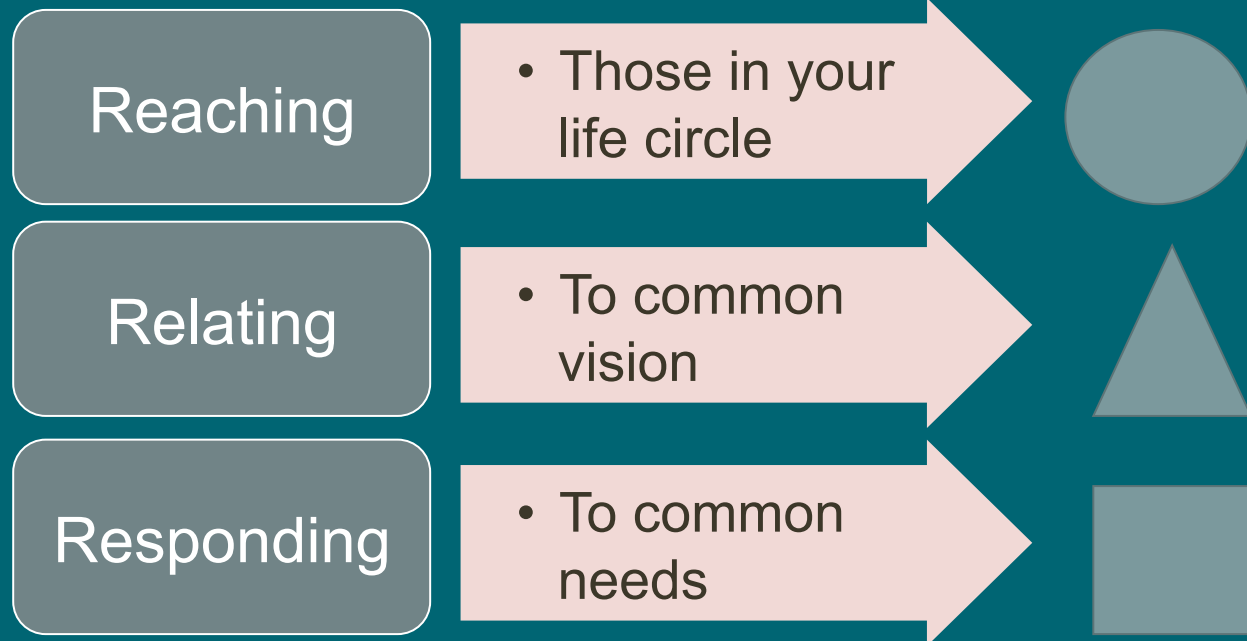 Reaching
• Those in your
life circle
Relating
• To common
vision
Responding
• To common
needs